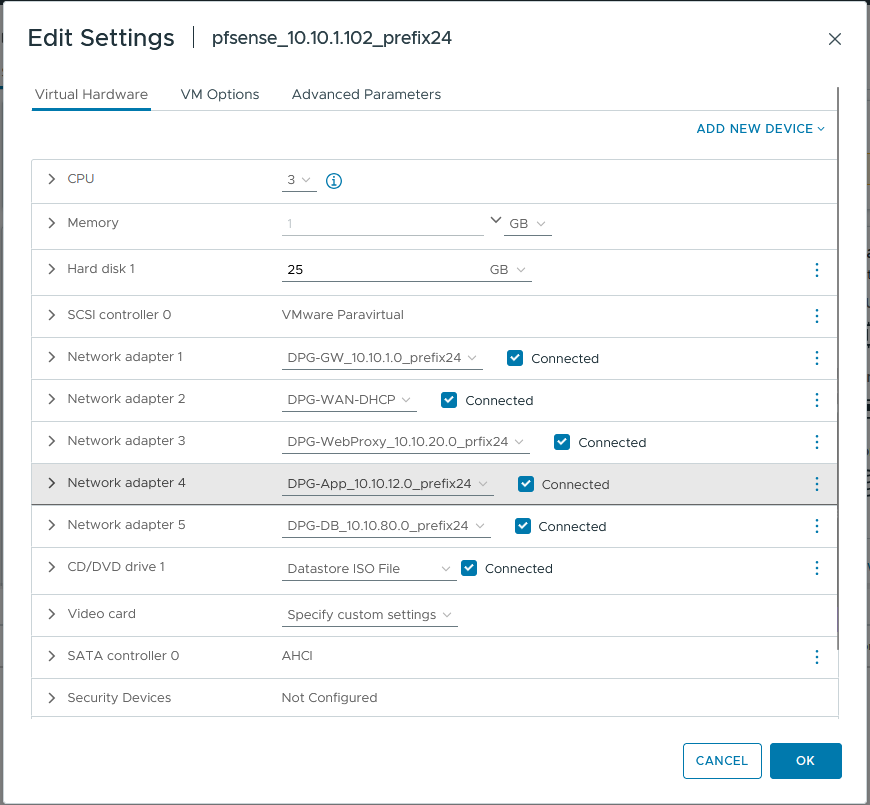 Edit Settings | pfsense_10.10.1.102_prefix24
Virtual Hardware VM Options Advanced Parameters
ADD NEW DEVICE
CPU 3
Memory 1 GB
Hard disk 1 25 GB
SCSI controller 0 VMware Paravirtual
Network adapter 1 DPG-GW_10.10.1.0_prefix24 Connected
Network adapter 2 DPG-WAN-DHCP Connected
Network adapter 3 DPG-WebProxy_10.10.20.0_prfix24 Connected
Network adapter 4 DPG-App_10.10.12.0_prefix24 Connected
Network adapter 5 DPG-DB_10.10.80.0_prefix24 Connected
CD/DVD drive 1 Datastore ISO File Connected
Video card Specify custom settings
SATA controller 0 AHCI
Security Devices Not Configured
CANCEL OK